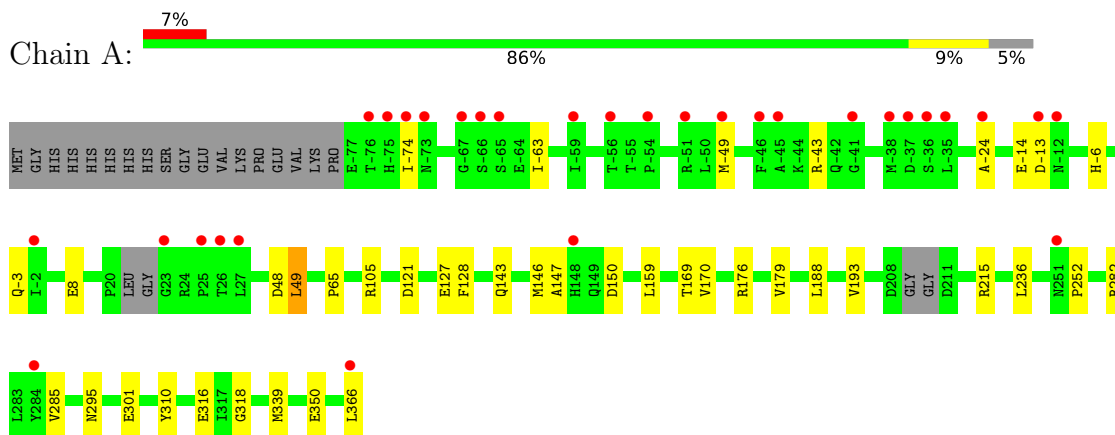 7%
Chain A:
86% 9% 5%
MET GLY HIS HIS HIS HIS HIS HIS HIS SER GLY GLU VAL LYS PRO GLU VAL LYS PRO E-77 T-76 H-75 I-74 N-73 G-67 S-66 S-65 E-64 I-63 I-59 T-56 T-55 P-54 R-51 L-50 M-49 F-46 A-45 K-44 R-43 Q-42 G-41 M-38 D-37 S-36 L-35 A-24 E-14 D-13 N-12 H-6
Q-3 I-2 E8 P20 LEU GLY G23 R24 P25 T26 L27 D48 L49 P65 R105 D121 E127 F128 Q143 M146 A147 H148 Q149 D150 L159 T169 V170 R176 V179 L188 V193 D208 GLY GLY D211 R215 L236 N251 P252 R282
L283 Y284 V285 N295 E301 Y310 E316 I317 G318 M339 E350 L366